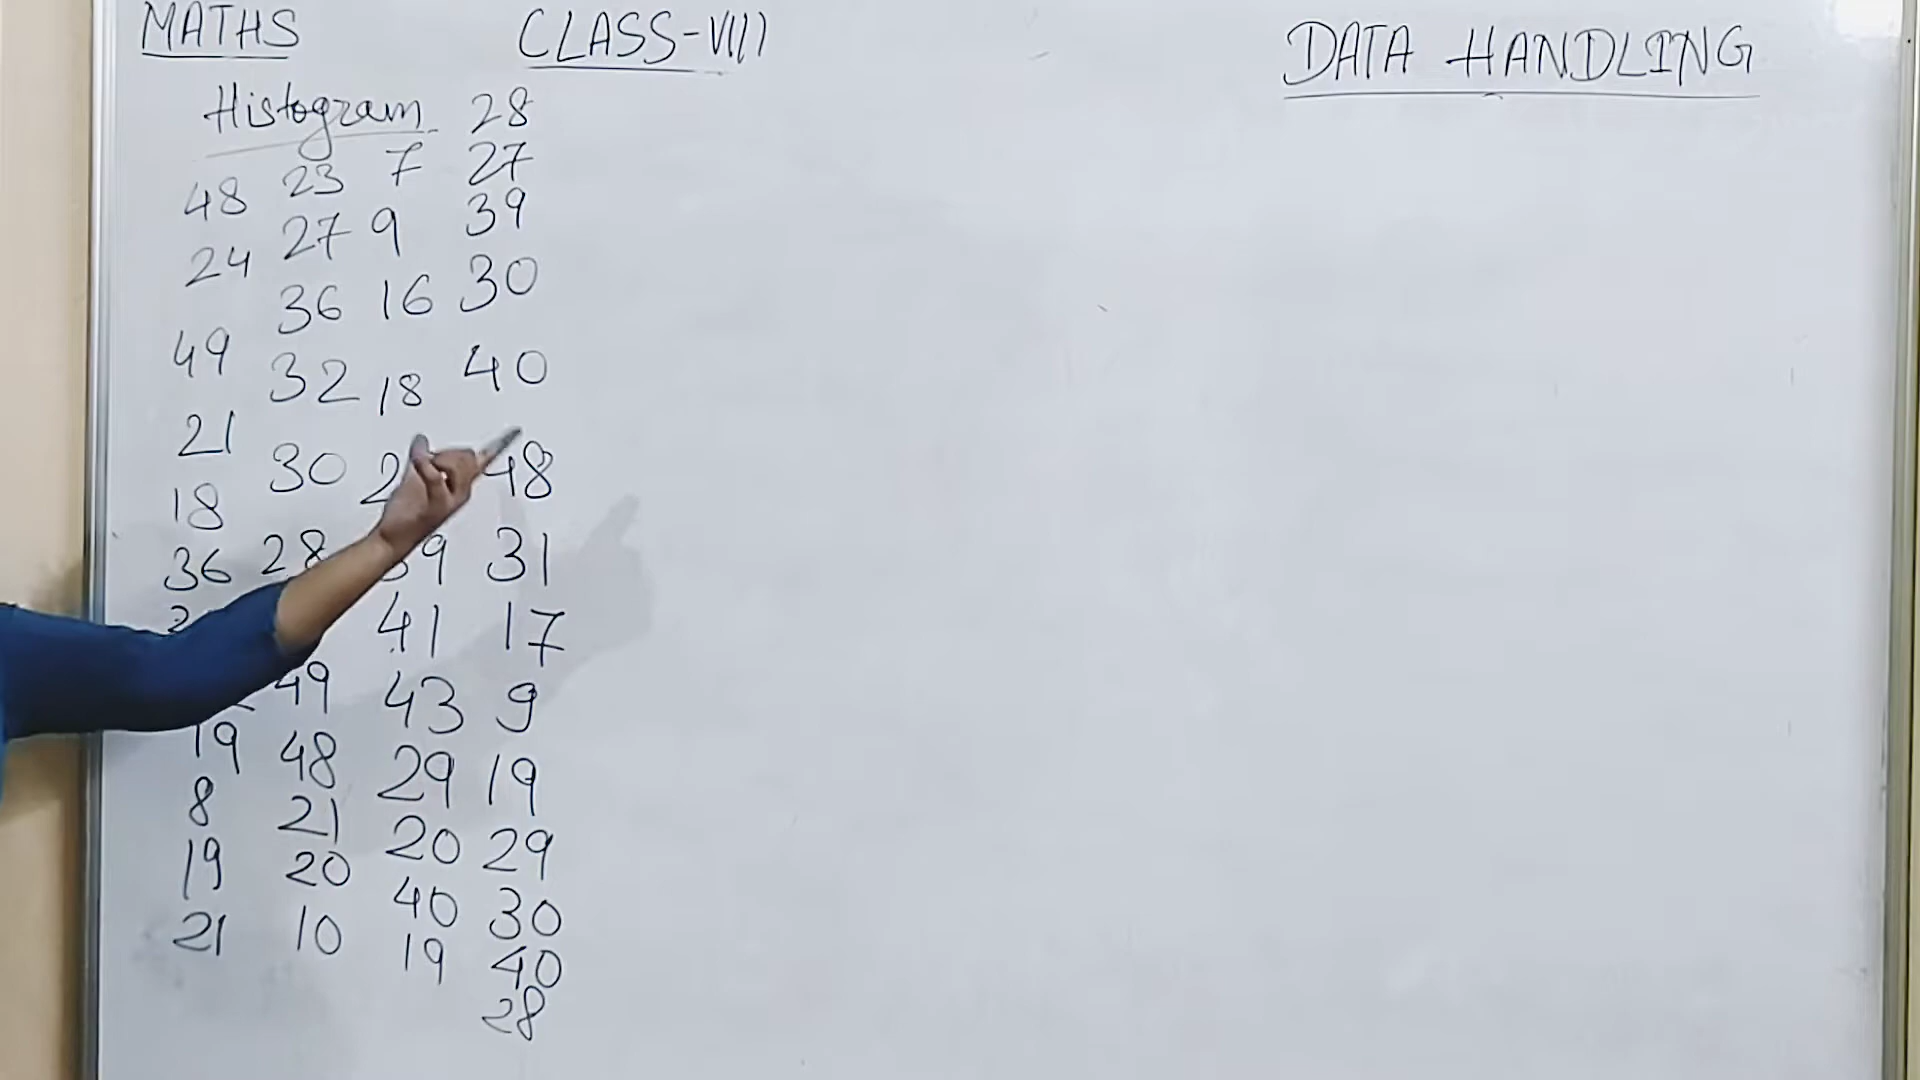 MATHS CLASS-VIII DATA HANDLING
Histogram 28
48 23 7 27
24 27 9 39
36 16 30
49 32 18 40
21 30 48
18
36 28 39 31
41 17
49 43 9
19 48 29 19
8 21 20 29
19 20 40 30
21 10 19 40
28